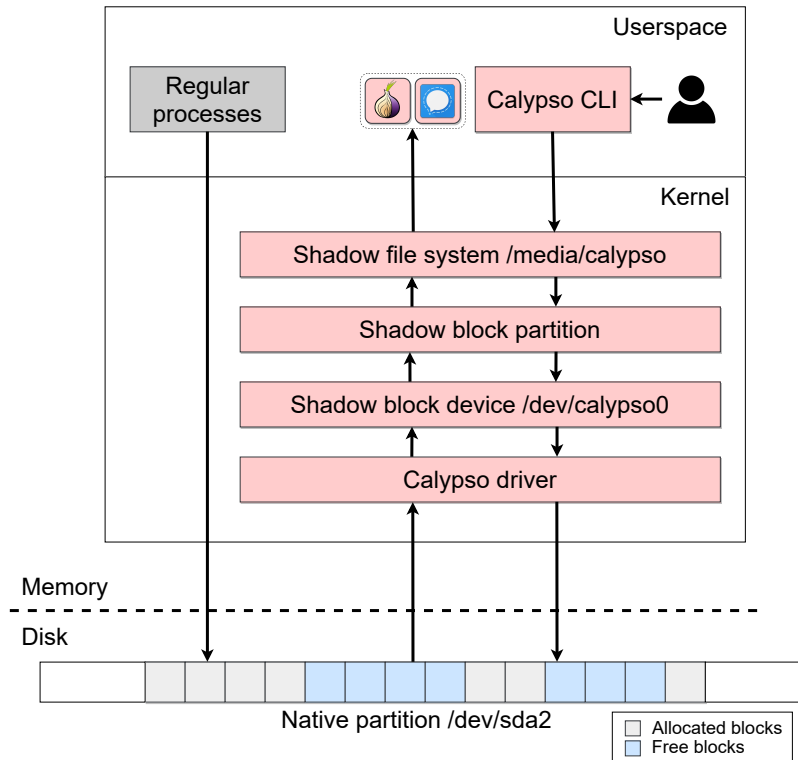 Userspace
Regular
processes
Calypso CLI
Kernel
Shadow file system /media/calypso
Shadow block partition
Shadow block device /dev/calypso0
Calypso driver
Memory
Disk
Native partition /dev/sda2
Allocated blocks
Free blocks